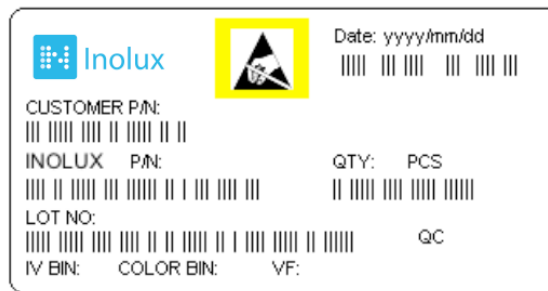 Inolux
Date: yyyy/mm/dd
CUSTOMER P/N:
INOLUX P/N: QTY: PCS
LOT NO:
QC
IV BIN: COLOR BIN: VF: